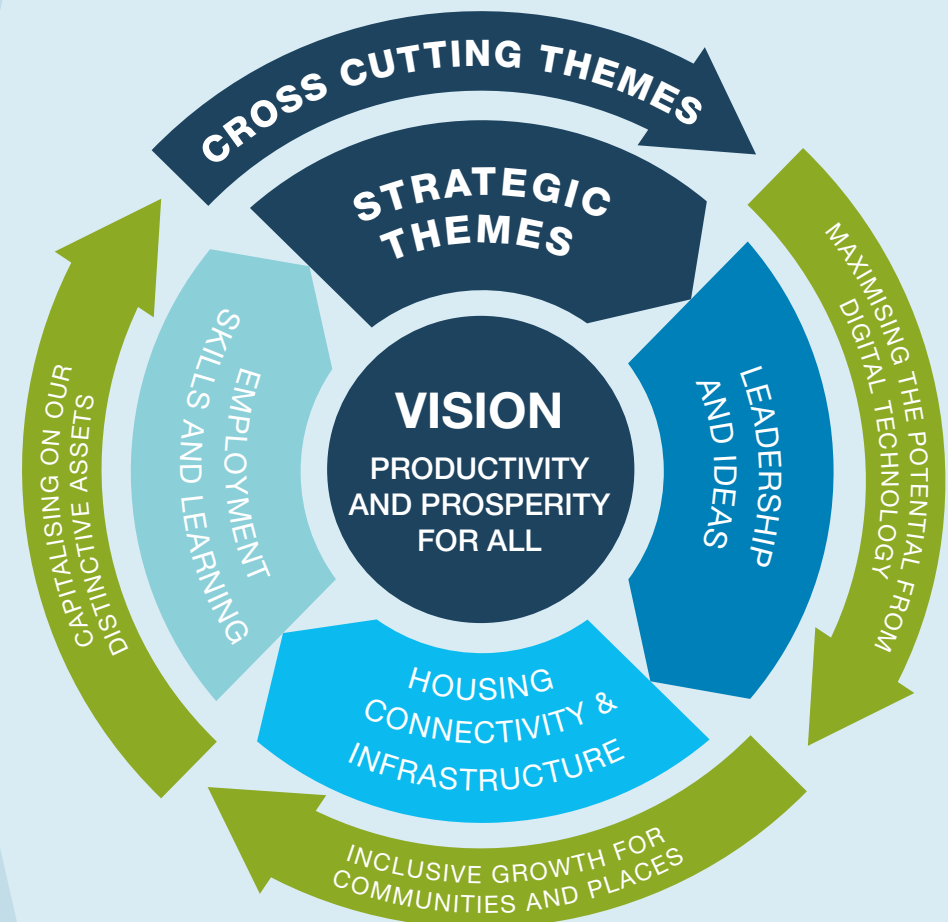 CROSS CUTTING THEMES
STRATEGIC
THEMES
MAXIMISING THE POTENTIAL FROM
DIGITAL TECHNOLOGY
LEADERSHIP
AND IDEAS
VISION
PRODUCTIVITY
AND PROSPERITY
FOR ALL
EMPLOYMENT
SKILLS AND LEARNING
CAPITALISING ON OUR
DISTINCTIVE ASSETS
HOUSING
CONNECTIVITY &
INFRASTRUCTURE
INCLUSIVE GROWTH FOR
COMMUNITIES AND PLACES